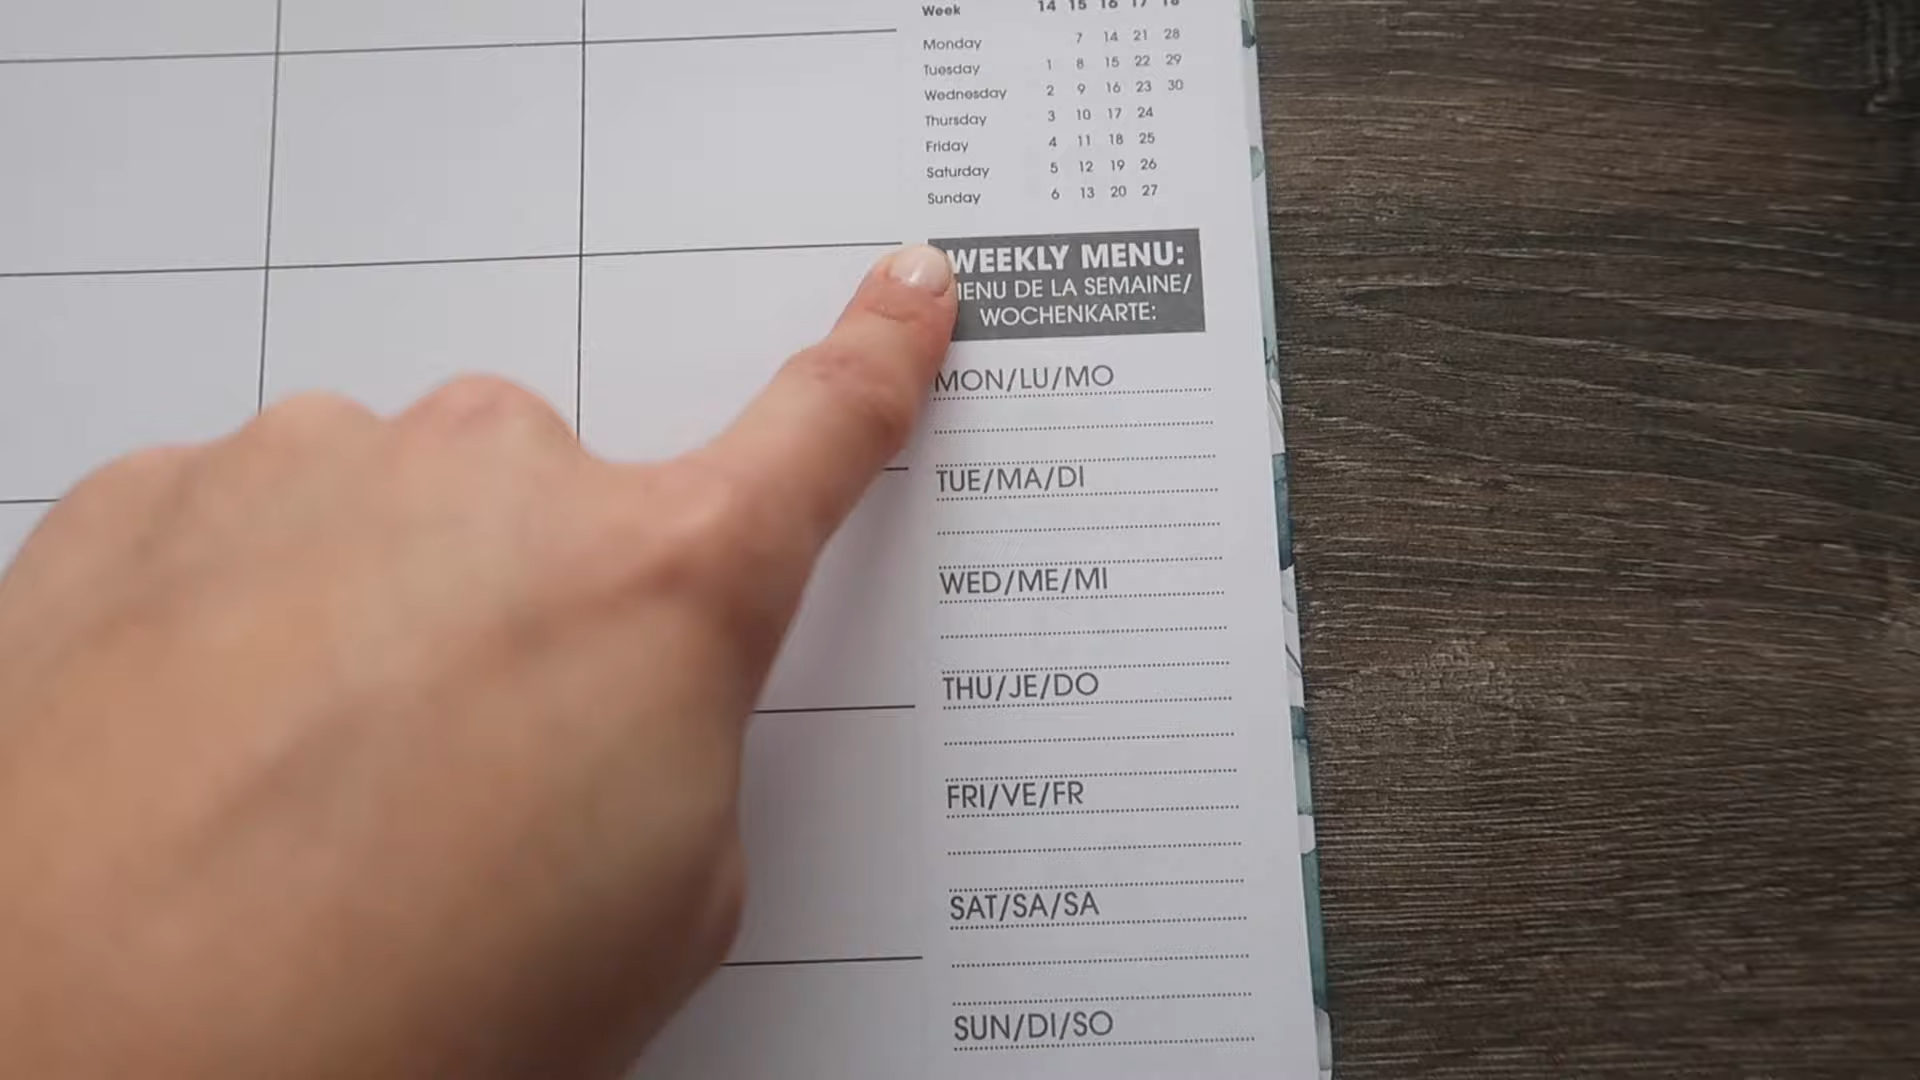 Week 14 15 16 17 18
Monday 7 14 21 28
Tuesday 1 8 15 22 29
Wednesday 2 9 16 23 30
Thursday 3 10 17 24
Friday 4 11 18 25
Saturday 5 12 19 26
Sunday 6 13 20 27
WEEKLY MENU:
DE LA SEMAINE/
WOCHENKARTE:
MON/LU/MO
TUE/MA/DI
WED/ME/MI
THU/JE/DO
FRI/VE/FR
SAT/SA/SA
SUN/DI/SO